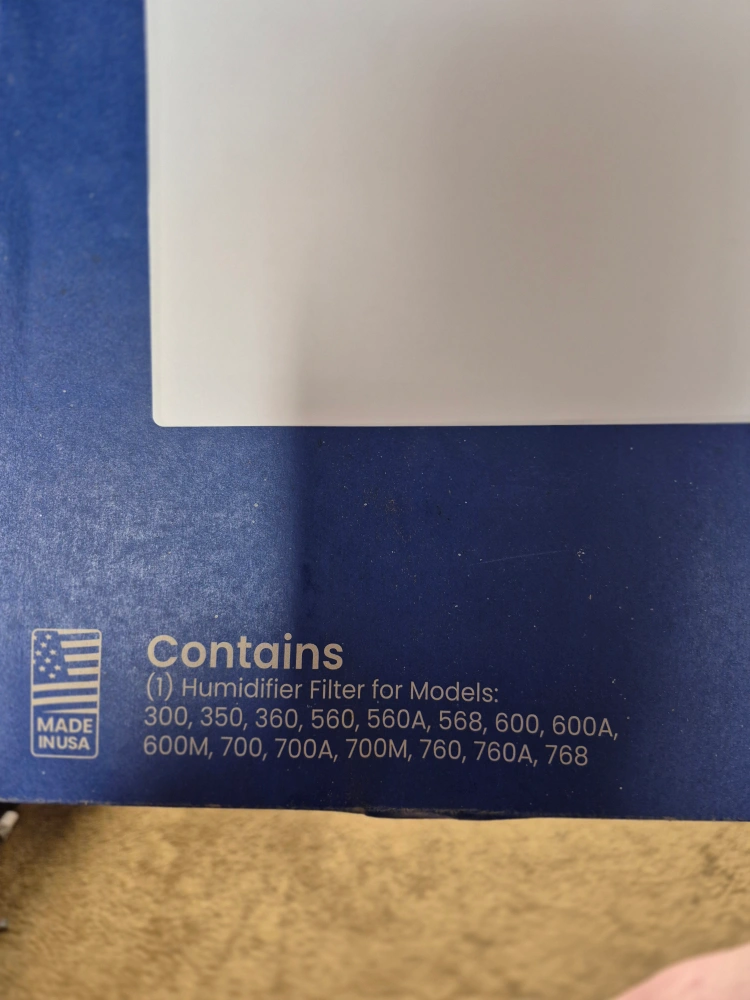 Contains
(1) Humidifier Filter for Models:
300, 350, 360, 560, 560A, 568, 600, 600A,
600M, 700, 700A, 700M, 760, 760A, 768
MADE
IN USA